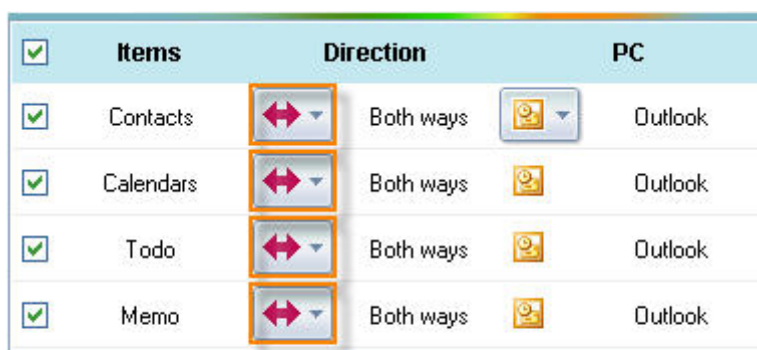 Items Direction PC
Contacts Both ways Outlook
Calendars Both ways Outlook
Todo Both ways Outlook
Memo Both ways Outlook